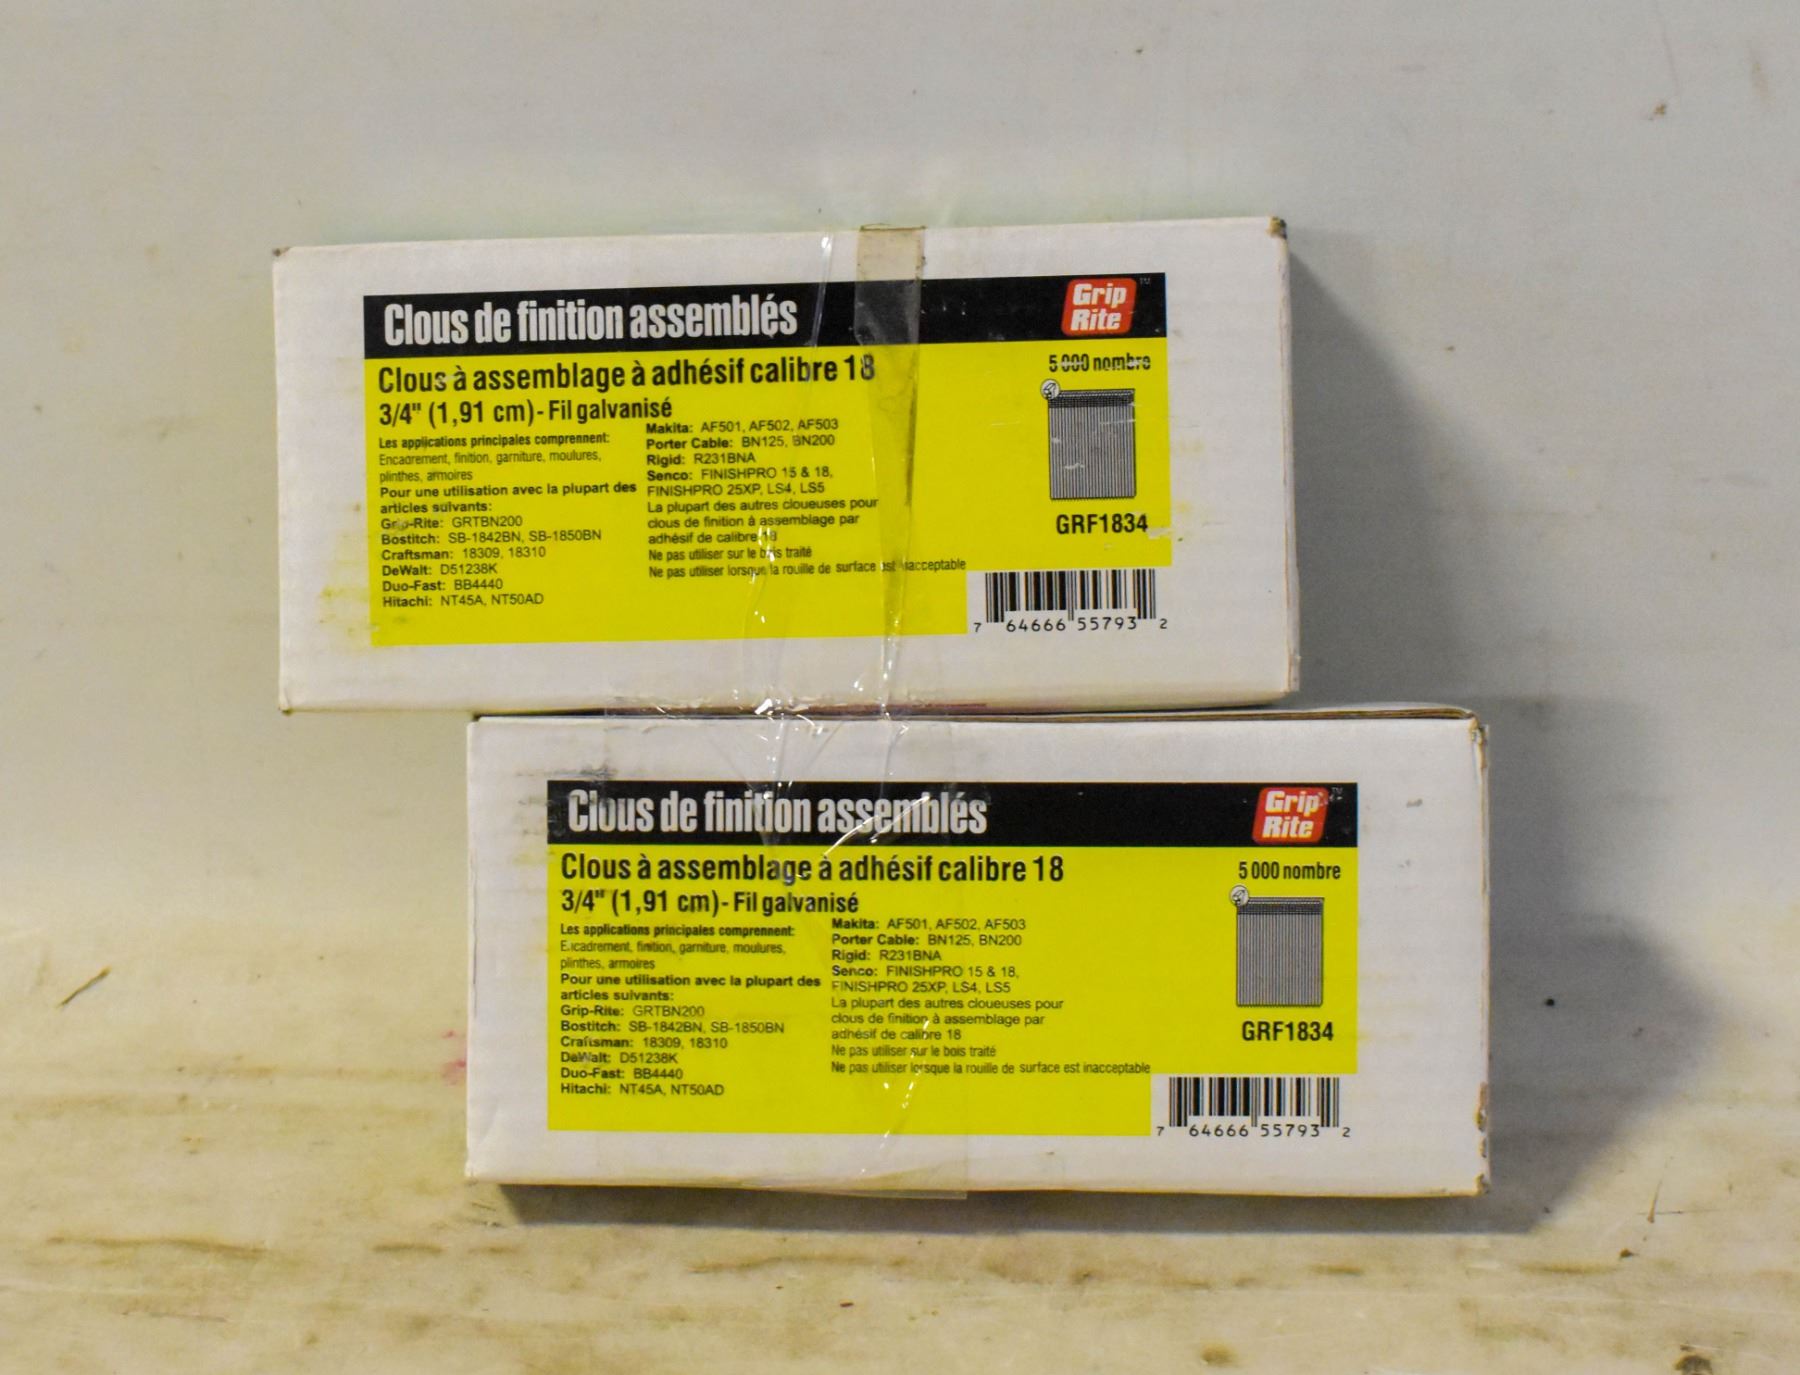 Clous de finition assemblés
Grip
Rite
TM
Clous à assemblage à adhésif calibre 18
5 000 nombre
3/4" (1,91 cm) - Fil galvanisé
Les applications principales comprennent:
Encadrement, finition, garniture, moulures,
plinthes, armoires
Pour une utilisation avec la plupart des
articles suivants:
Grip-Rite: GRTBN200
Bostitch: SB-1842BN, SB-1850BN
Craftsman: 18309, 18310
DeWalt: D51238K
Duo-Fast: BB4440
Hitachi: NT45A, NT50AD
Makita: AF501, AF502, AF503
Porter Cable: BN125, BN200
Rigid: R231BNA
Senco: FINISHPRO 15 & 18,
FINISHPRO 25XP, LS4, LS5
La plupart des autres cloueuses pour
clous de finition à assemblage par
adhésif de calibre 18
Ne pas utiliser sur le bois traité
Ne pas utiliser lorsque la rouille de surface est inacceptable
GRF1834
7 64666 55793 2
Clous de finition assemblés
Grip
Rite
TM
Clous à assemblage à adhésif calibre 18
5 000 nombre
3/4" (1,91 cm) - Fil galvanisé
Les applications principales comprennent:
Encadrement, finition, garniture, moulures,
plinthes, armoires
Pour une utilisation avec la plupart des
articles suivants:
Grip-Rite: GRTBN200
Bostitch: SB-1842BN, SB-1850BN
Craftsman: 18309, 18310
DeWalt: D51238K
Duo-Fast: BB4440
Hitachi: NT45A, NT50AD
Makita: AF501, AF502, AF503
Porter Cable: BN125, BN200
Rigid: R231BNA
Senco: FINISHPRO 15 & 18,
FINISHPRO 25XP, LS4, LS5
La plupart des autres cloueuses pour
clous de finition à assemblage par
adhésif de calibre 18
Ne pas utiliser sur le bois traité
Ne pas utiliser lorsque la rouille de surface est inacceptable
GRF1834
7 64666 55793 2